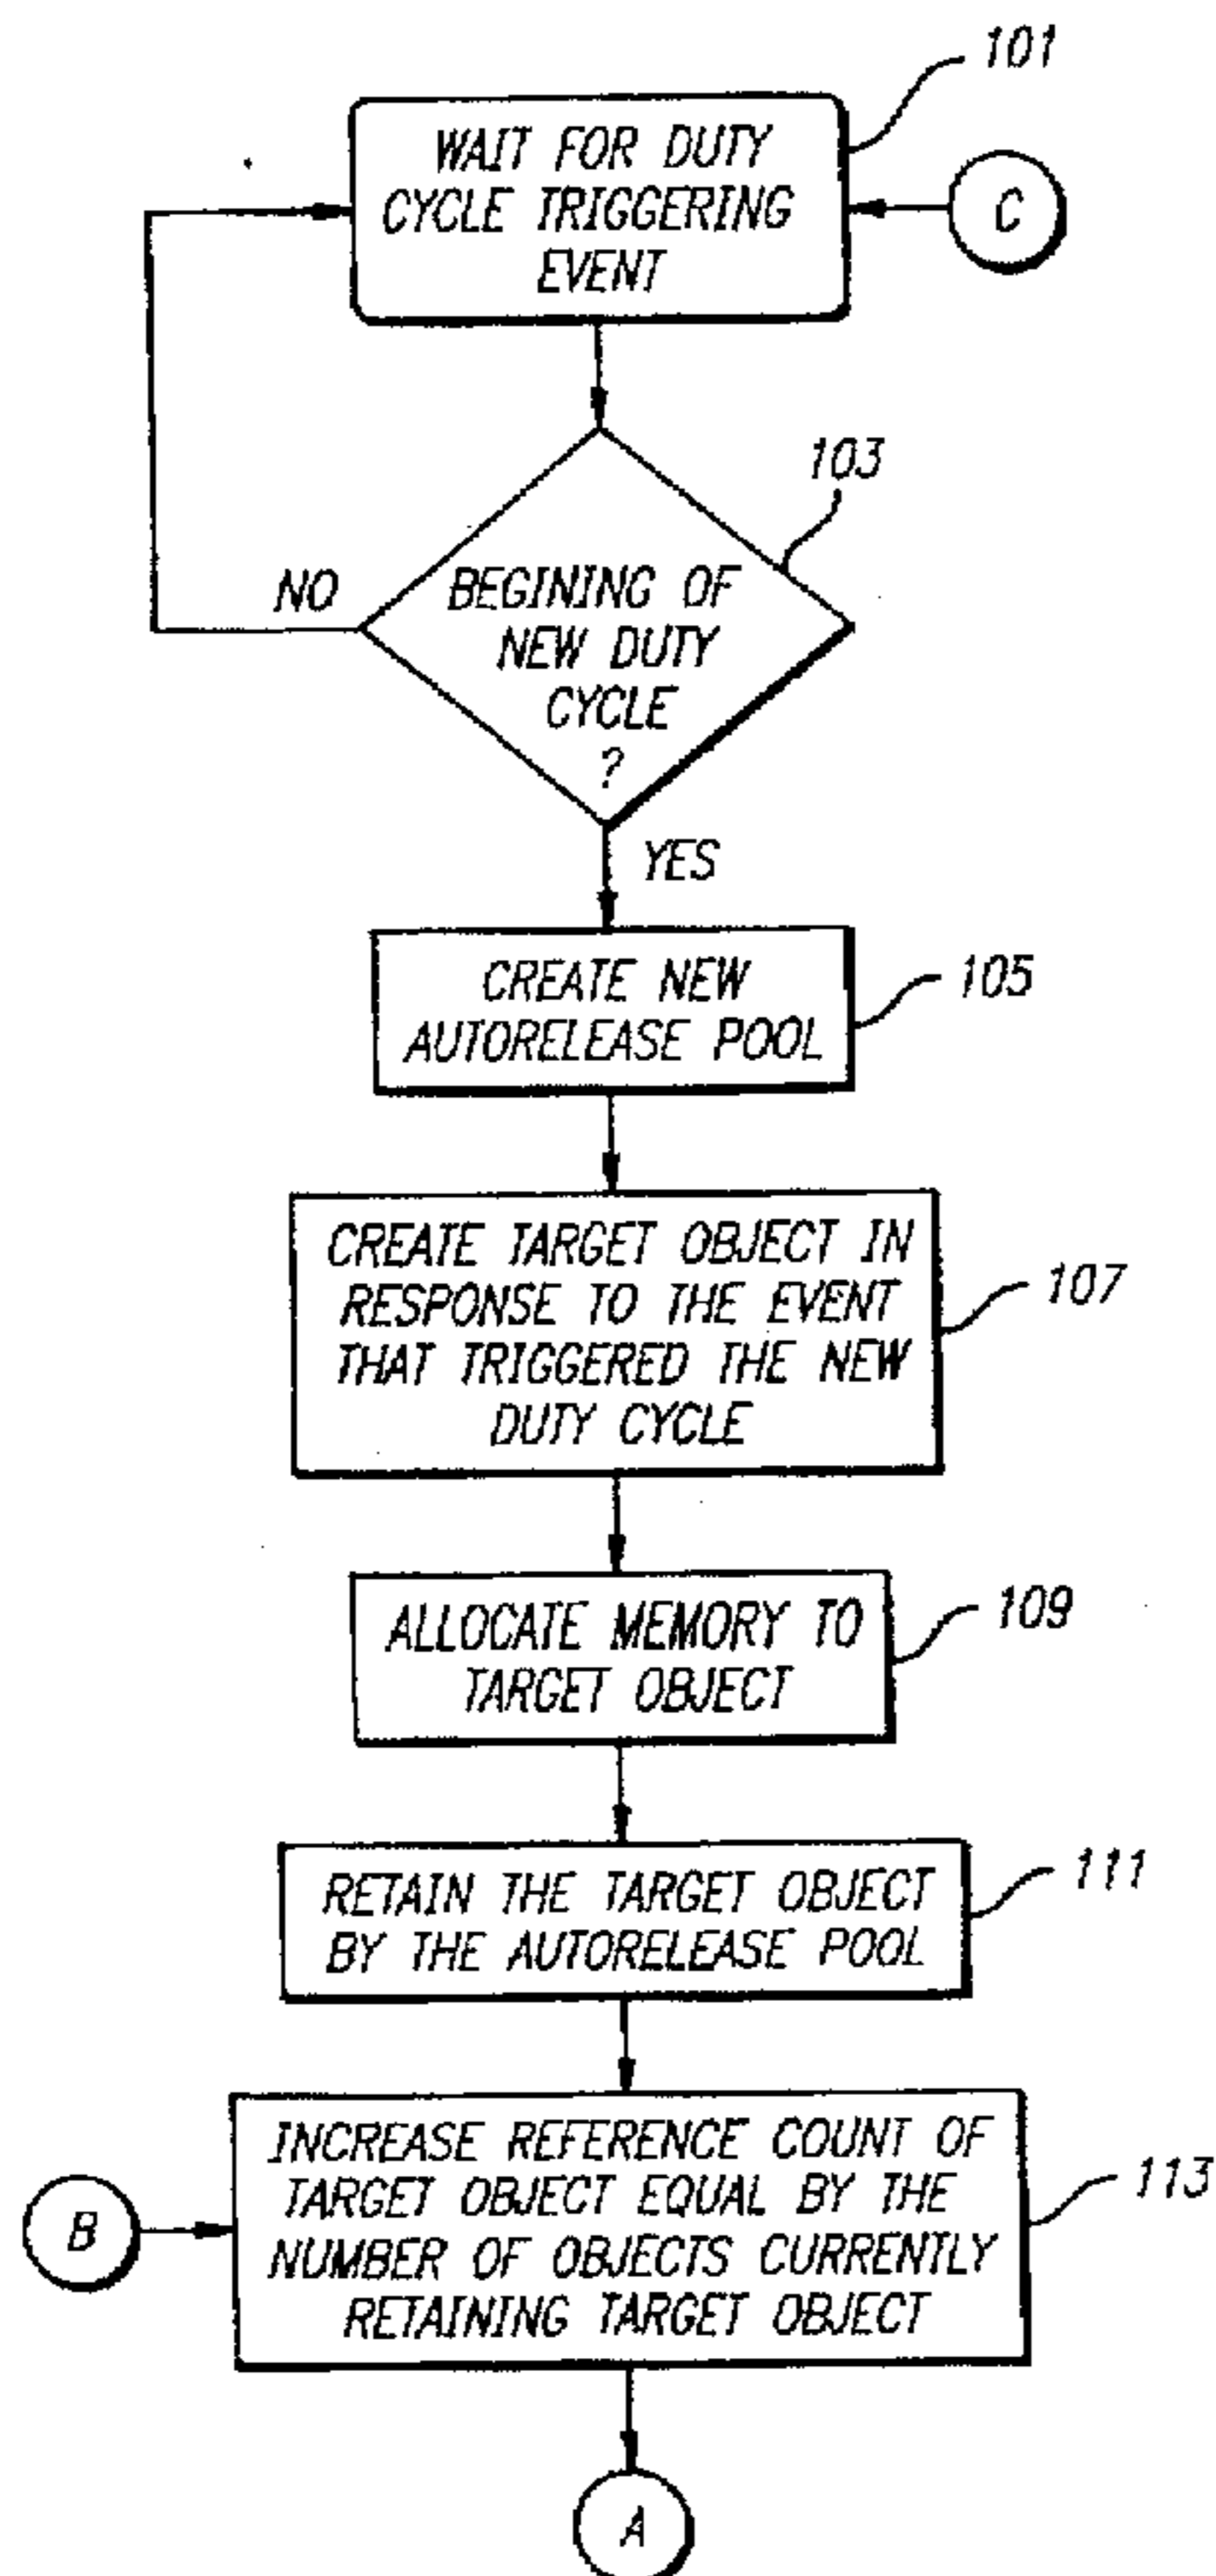 101
WAIT FOR DUTY
CYCLE TRIGGERING
EVENT
C
103
NO
BEGINING OF
NEW DUTY
CYCLE
?
YES
CREATE NEW
AUTORELEASE POOL
105
CREATE TARGET OBJECT IN
RESPONSE TO THE EVENT
THAT TRIGGERED THE NEW
DUTY CYCLE
107
ALLOCATE MEMORY TO
TARGET OBJECT
109
RETAIN THE TARGET OBJECT
BY THE AUTORELEASE POOL
111
INCREASE REFERENCE COUNT OF
TARGET OBJECT EQUAL BY THE
NUMBER OF OBJECTS CURRENTLY
RETAINING TARGET OBJECT
113
B
A